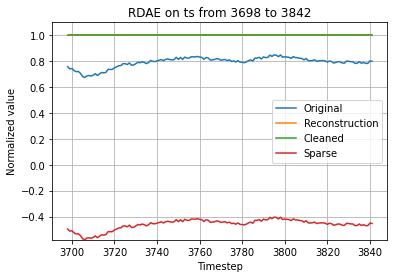 RDAE on ts from 3698 to 3842
Normalized value
1.0
0.8
0.6
0.4
0.2
0.0
−0.2
−0.4
Original
Reconstruction
Cleaned
Sparse
3700 3720 3740 3760 3780 3800 3820 3840
Timestep